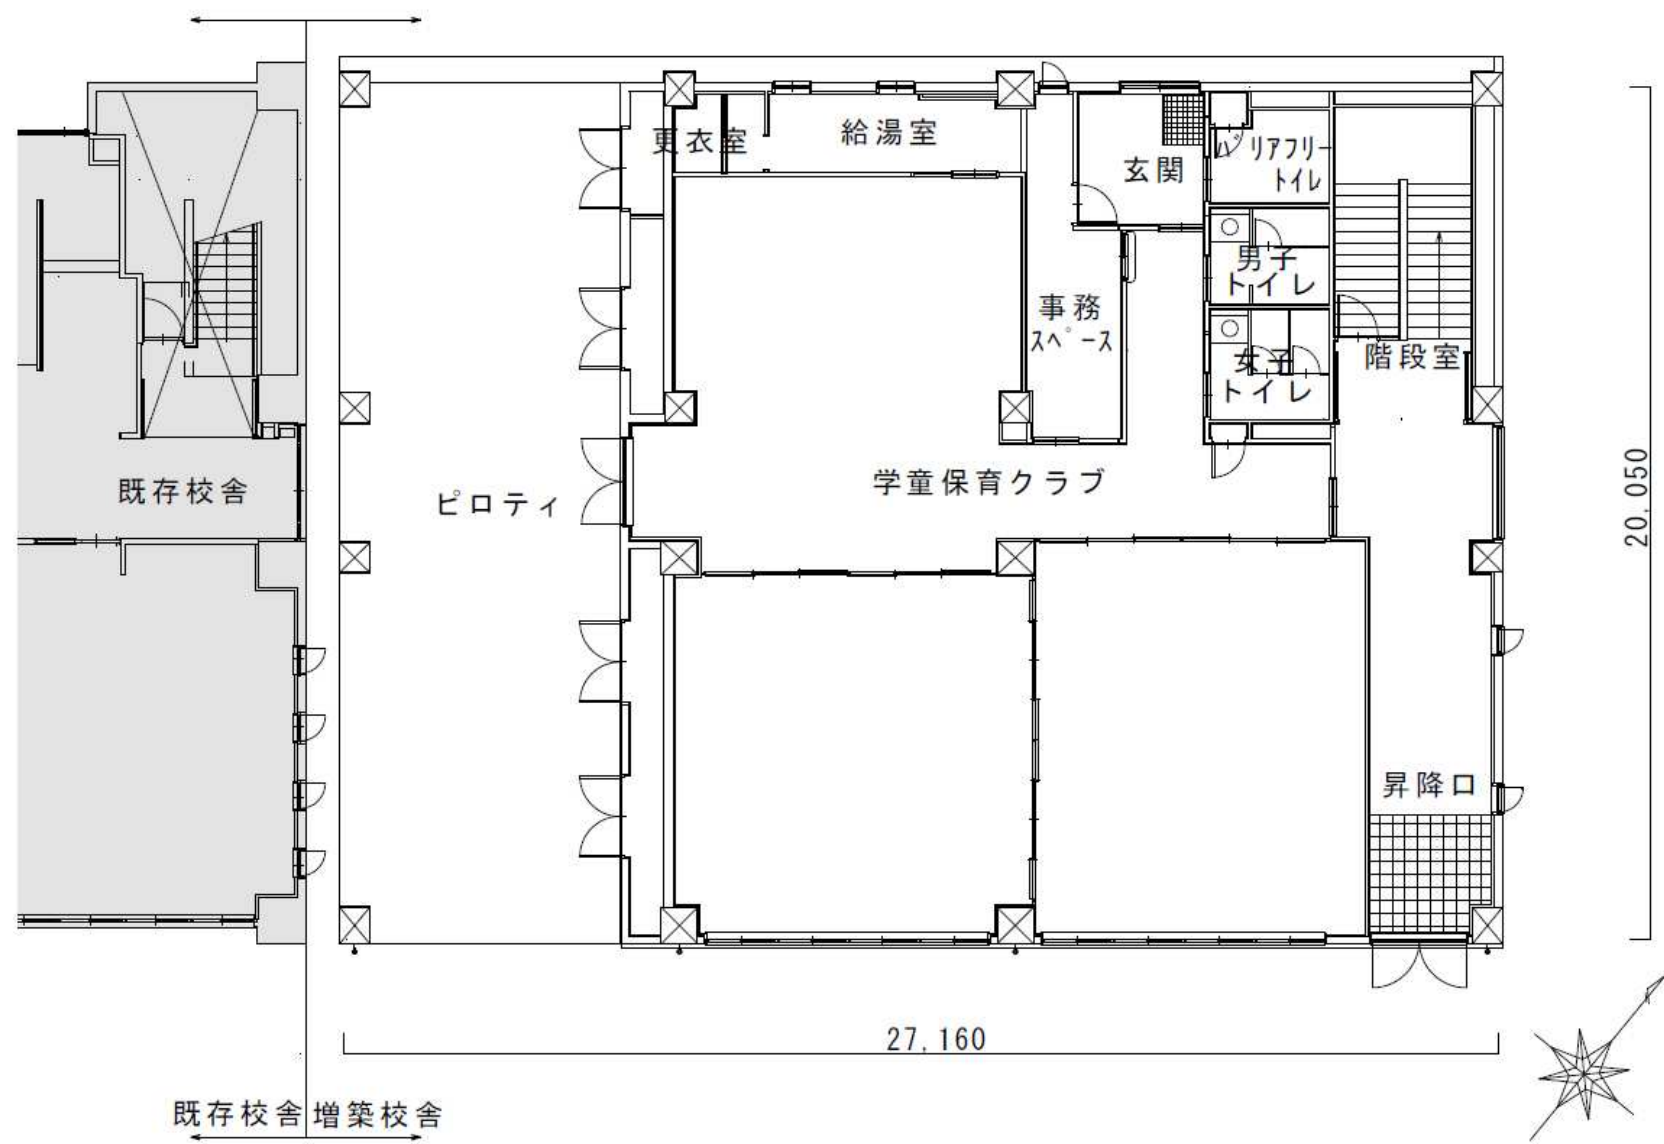 更衣室
給湯室
玄関
バリアフリー
トイレ
男子
トイレ
事務
スペース
女子
トイレ
階段室
既存校舎
ピロティ
学童保育クラブ
20,050
昇降口
27,160
既存校舎
増築校舎